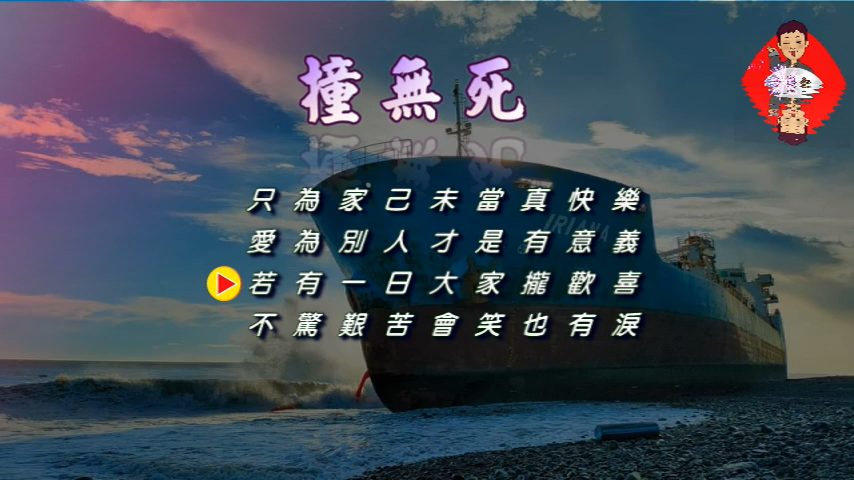 撞無死
只為家己未當真快樂
愛為別人才是有意義
若有一日大家攏歡喜
不驚艱苦會笑也有淚
IRIANA